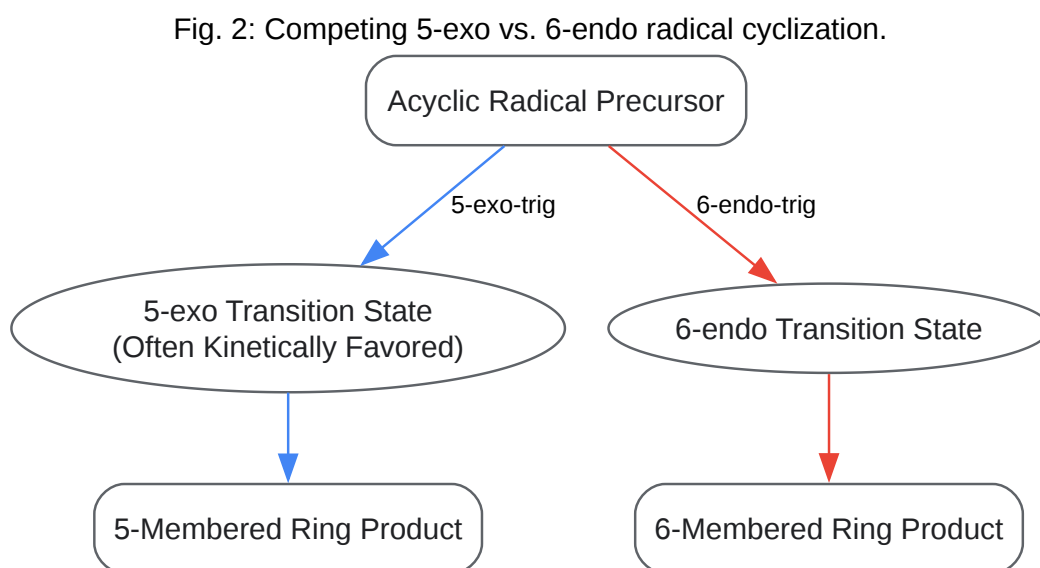 Fig. 2: Competing 5-exo vs. 6-endo radical cyclization.
Acyclic Radical Precursor
5-exo-trig
6-endo-trig
5-exo Transition State
(Often Kinetically Favored)
6-endo Transition State
5-Membered Ring Product
6-Membered Ring Product